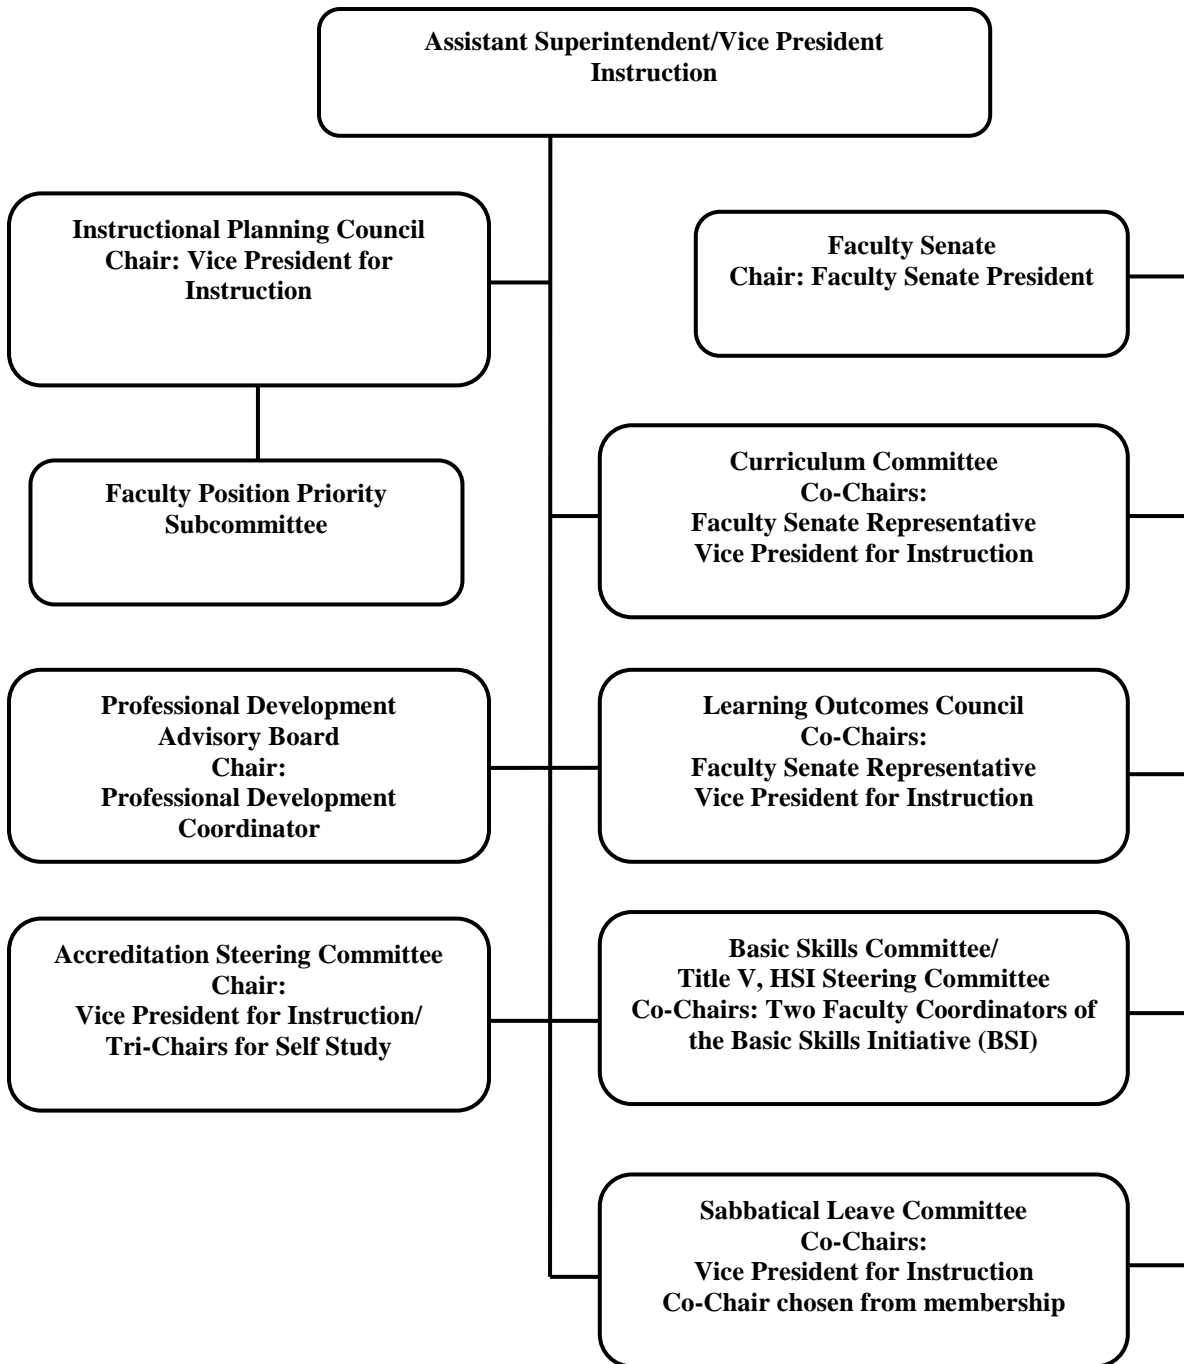 Assistant Superintendent/Vice President
Instruction
Instructional Planning Council
Chair: Vice President for
Instruction
Faculty Senate
Chair: Faculty Senate President
Faculty Position Priority
Subcommittee
Curriculum Committee
Co-Chairs:
Faculty Senate Representative
Vice President for Instruction
Professional Development
Advisory Board
Chair:
Professional Development
Coordinator
Learning Outcomes Council
Co-Chairs:
Faculty Senate Representative
Vice President for Instruction
Accreditation Steering Committee
Chair:
Vice President for Instruction/
Tri-Chairs for Self Study
Basic Skills Committee/
Title V, HSI Steering Committee
Co-Chairs: Two Faculty Coordinators of
the Basic Skills Initiative (BSI)
Sabbatical Leave Committee
Co-Chairs:
Vice President for Instruction
Co-Chair chosen from membership